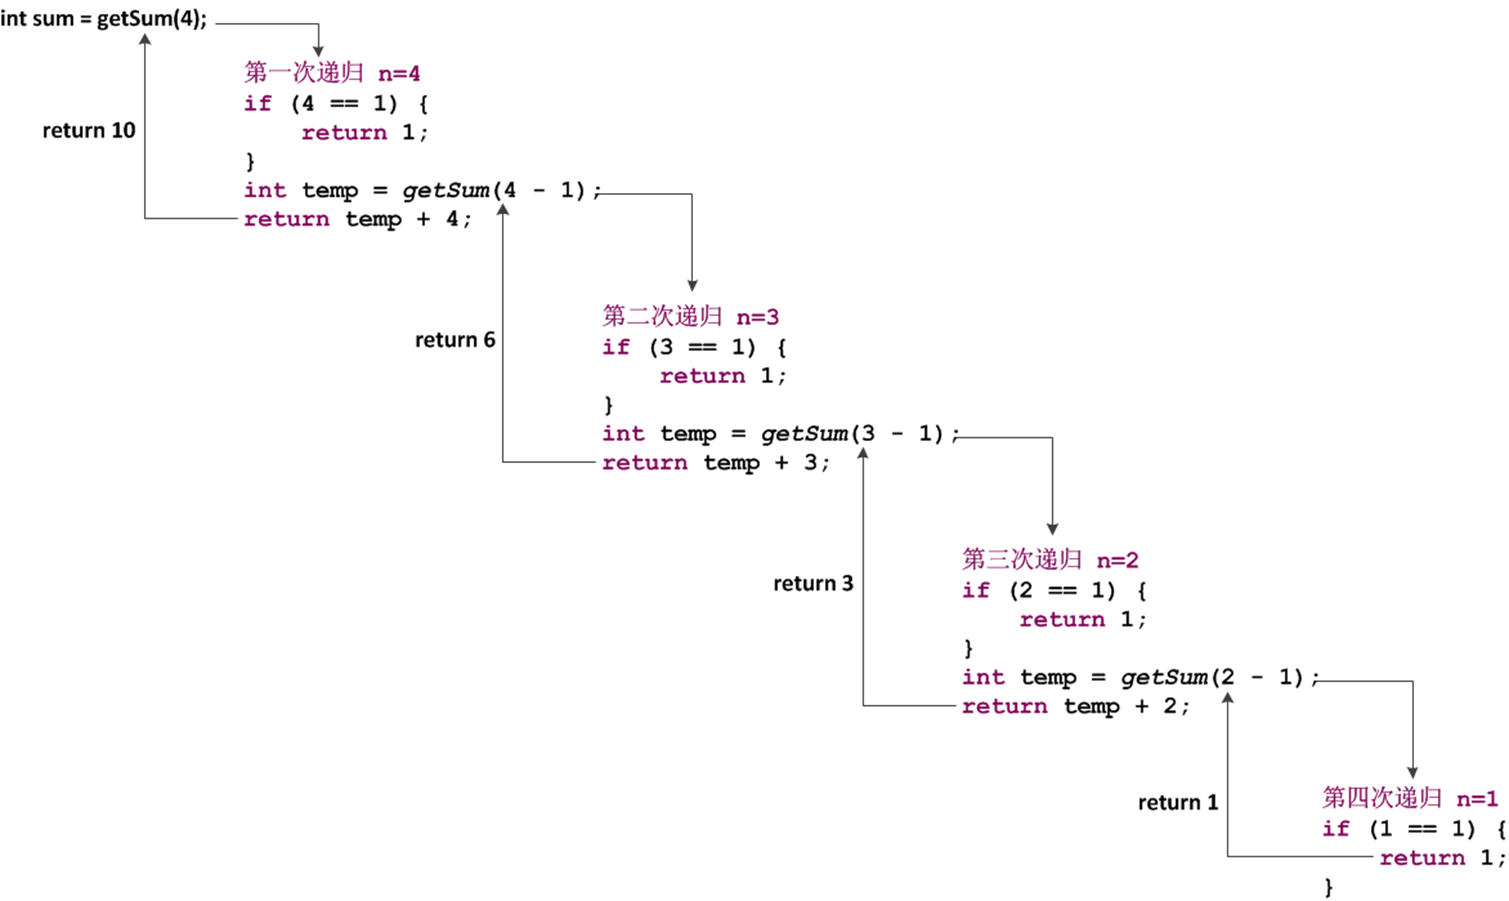 int sum = getSum(4);
第一次递归 n=4
if (4 == 1) {
return 1;
}
int temp = getSum(4 - 1);
return temp + 4;
return 10
第二次递归 n=3
if (3 == 1) {
return 1;
}
int temp = getSum(3 - 1);
return temp + 3;
return 6
第三次递归 n=2
if (2 == 1) {
return 1;
}
int temp = getSum(2 - 1);
return temp + 2;
return 3
第四次递归 n=1
if (1 == 1) {
return 1;
}
return 1